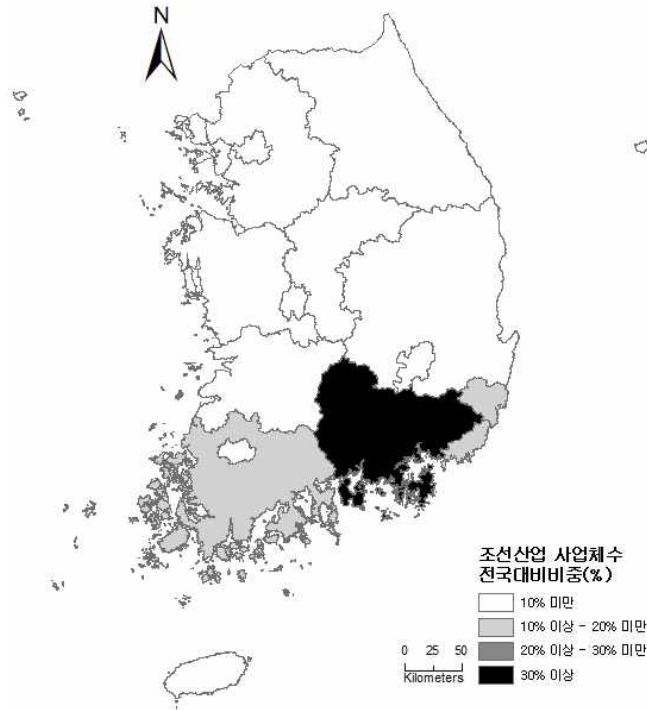 N
조선산업 사업체수
전국대비비중(%)
10% 미만
10% 이상 - 20% 미만
20% 이상 - 30% 미만
30% 이상
0 25 50
Kilometers